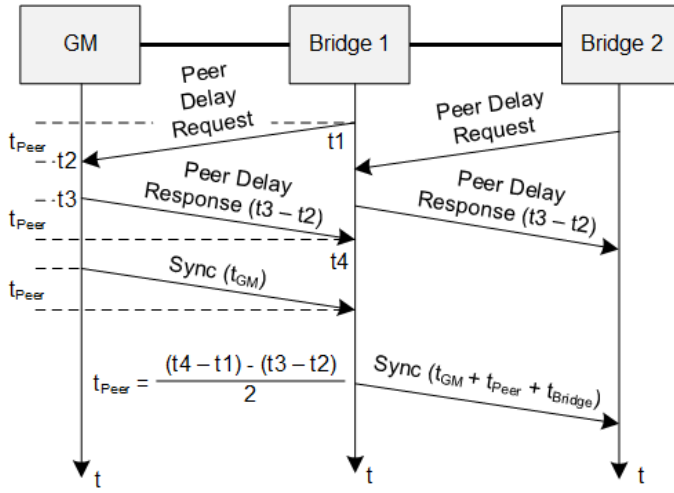 GM
Bridge 1
Bridge 2
Peer
Delay
Request
Peer Delay
Request
t1
tPeer
t2
t3
Peer Delay
Response (t3 – t2)
Peer Delay
Response (t3 – t2)
tPeer
t4
Sync (tGM)
tPeer
tPeer = (t4 – t1) - (t3 – t2)
2
Sync (tGM + tPeer + tBridge)
t
t
t